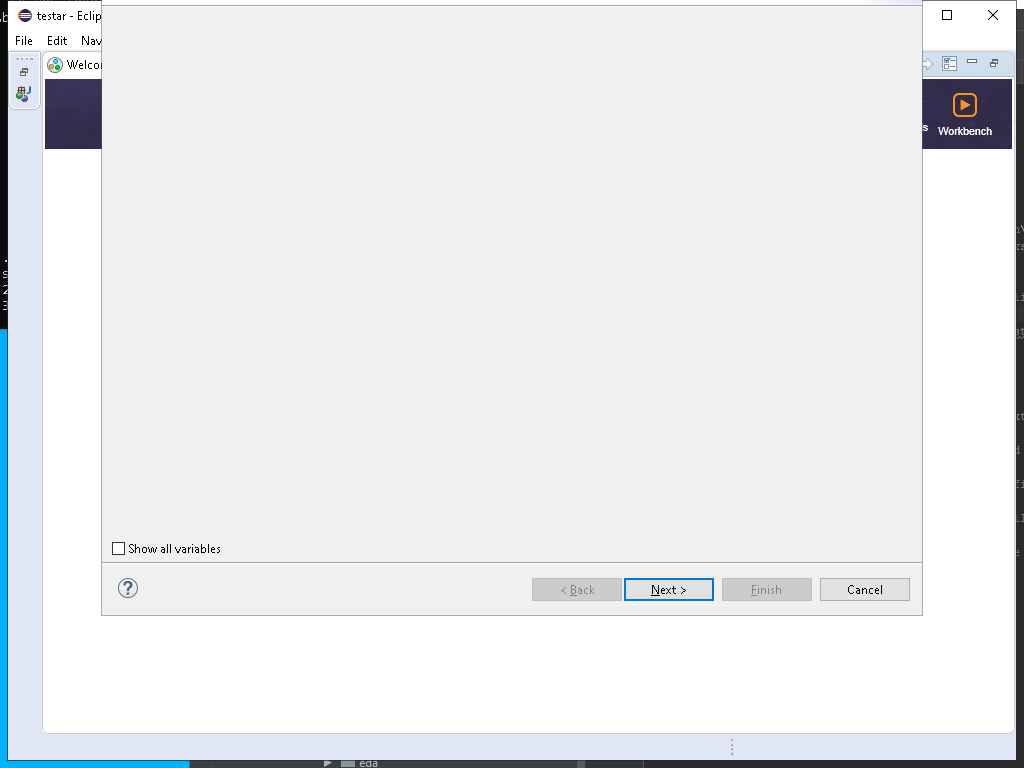 testar - Eclip
File Edit Nav
Welco
s Workbench
Show all variables
< Back Next > Finish Cancel
eda